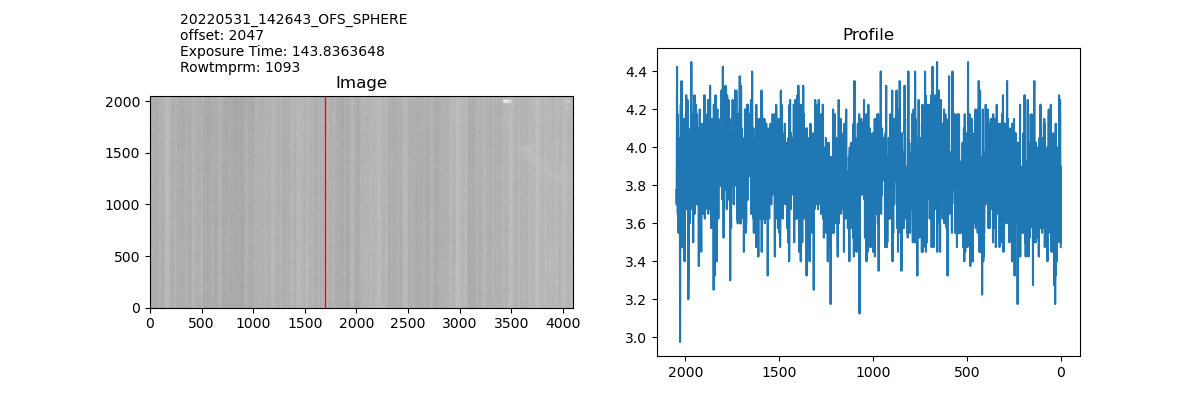 20220531_142643_OFS_SPHERE
offset: 2047
Exposure Time: 143.8363648
Rowtmprm: 1093
Image
2000
1500
1000
500
0
0 500 1000 1500 2000 2500 3000 3500 4000
Profile
4.4
4.2
4.0
3.8
3.6
3.4
3.2
3.0
2000 1500 1000 500 0